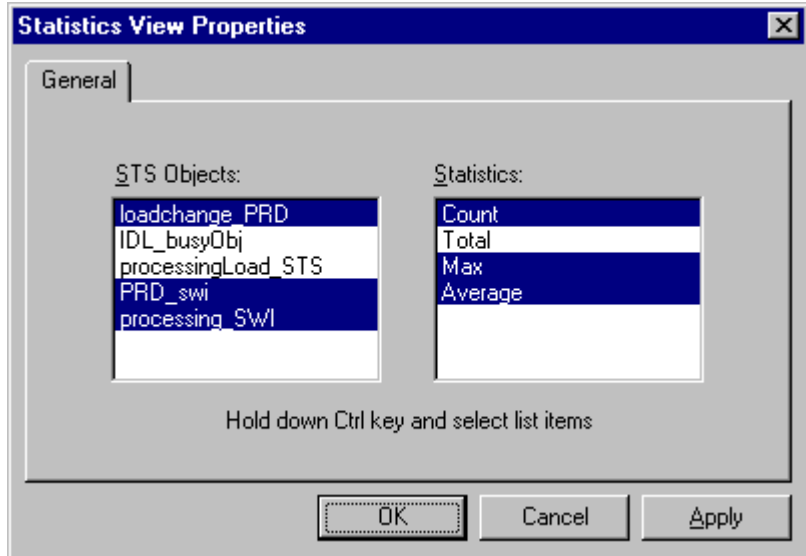 Statistics View Properties
General
STS Objects:
loadchange_PRD
IDL_busyObj
processingLoad_STS
PRD_swi
processing_SWI
Statistics:
Count
Total
Max
Average
Hold down Ctrl key and select list items
OK
Cancel
Apply